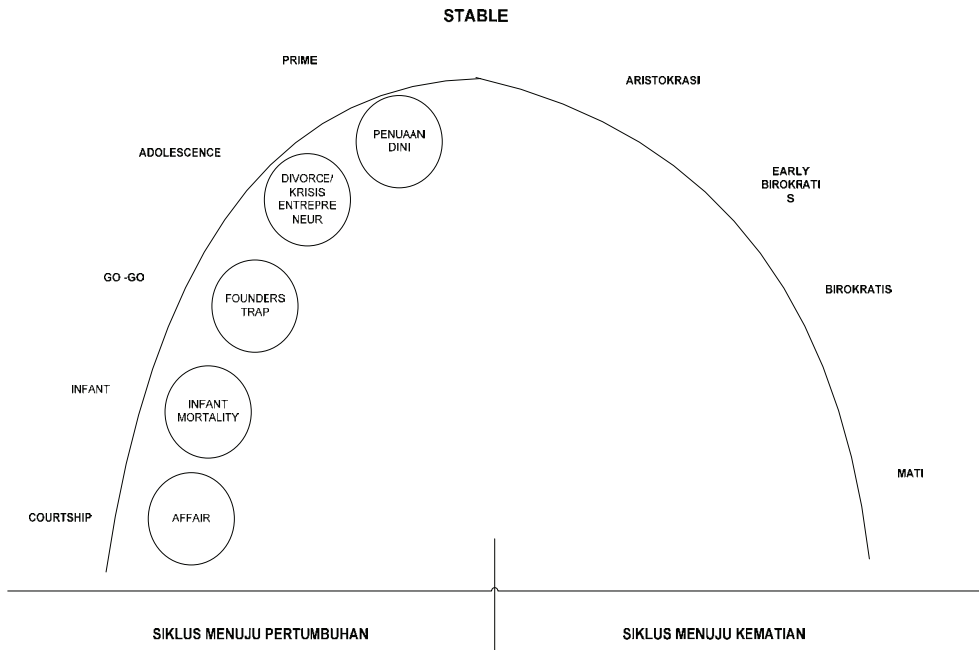 STABLE
PRIME
ARISTOKRASI
PENUAAN
DINI
ADOLESCENCE
DIVORCE/
KRISIS
ENTREPRE
NEUR
EARLY
BIROKRATI
S
GO -GO
FOUNDERS
TRAP
BIROKRATIS
INFANT
INFANT
MORTALITY
MATI
COURTSHIP
AFFAIR
SIKLUS MENUJU PERTUMBUHAN
SIKLUS MENUJU KEMATIAN